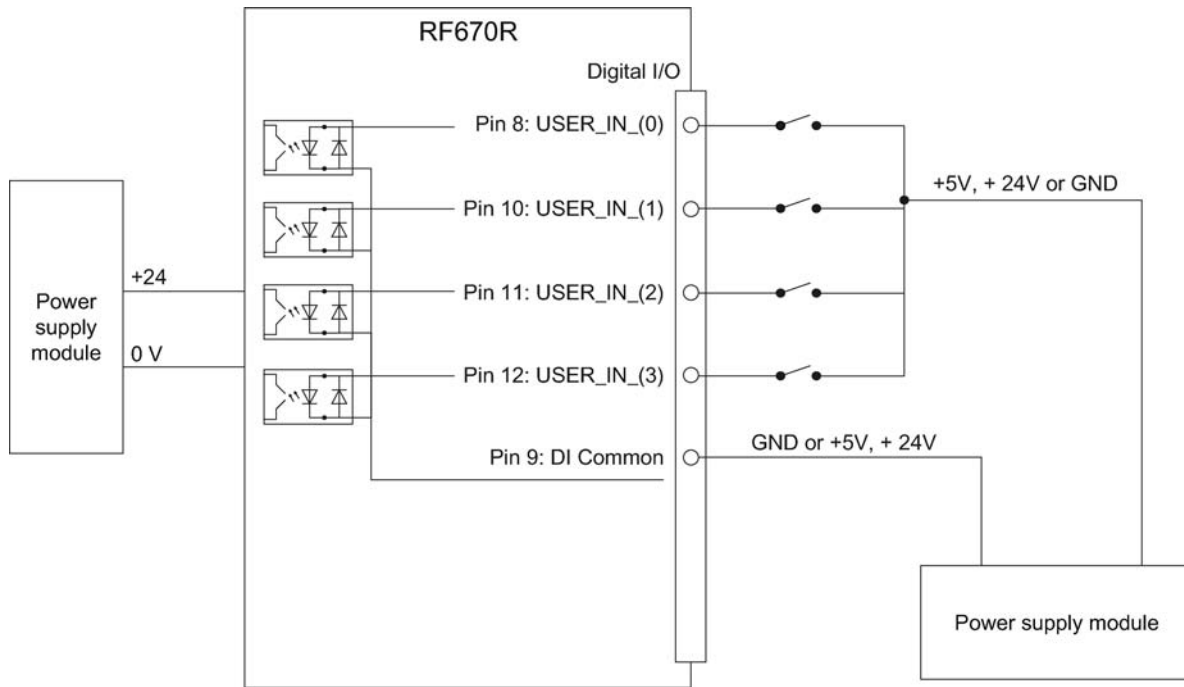 RF670R
Digital I/O
Pin 8: USER_IN_(0)
+5V, + 24V or GND
Pin 10: USER_IN_(1)
+24
Pin 11: USER_IN_(2)
Power
supply
module
0 V
Pin 12: USER_IN_(3)
GND or +5V, + 24V
Pin 9: DI Common
Power supply module